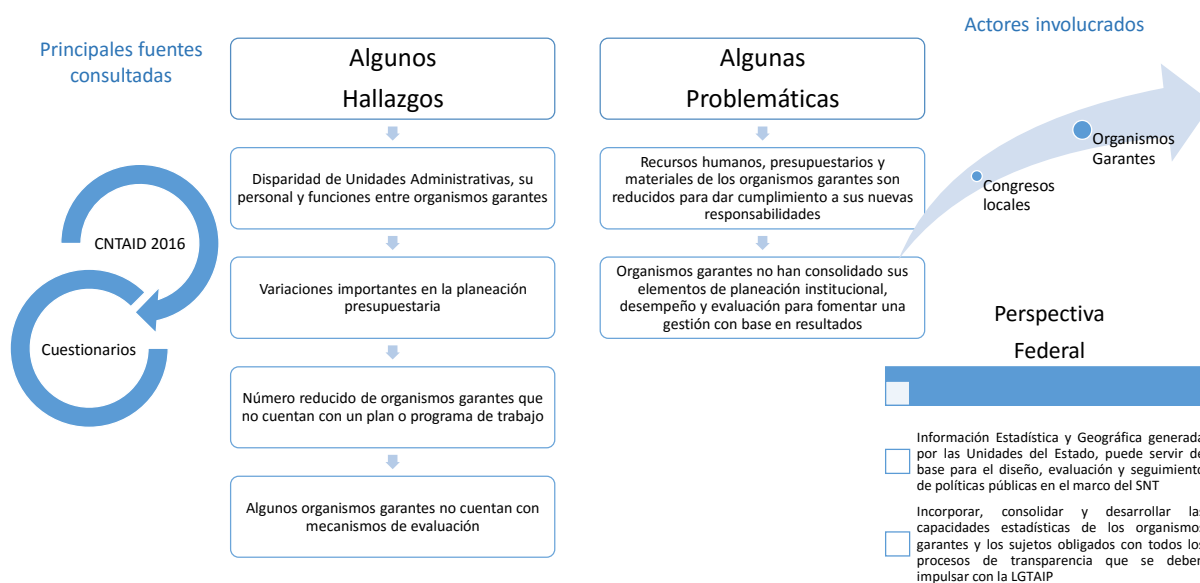 Principales fuentes
consultadas
CNTAID 2016
Cuestionarios
Algunos
Hallazgos
Disparidad de Unidades Administrativas, su
personal y funciones entre organismos garantes
Variaciones importantes en la planeación
presupuestaria
Número reducido de organismos garantes que
no cuentan con un plan o programa de trabajo
Algunos organismos garantes no cuentan con
mecanismos de evaluación
Algunas
Problemáticas
Recursos humanos, presupuestarios y
materiales de los organismos garantes son
reducidos para dar cumplimiento a sus nuevas
responsabilidades
Organismos garantes no han consolidado sus
elementos de planeación institucional,
desempeño y evaluación para fomentar una
gestión con base en resultados
Actores involucrados
Organismos
Garantes
Congresos
locales
Perspectiva
Federal
Información Estadística y Geográfica generada
por las Unidades del Estado, puede servir de
base para el diseño, evaluación y seguimiento
de políticas públicas en el marco del SNT
Incorporar, consolidar y desarrollar las
capacidades estadísticas de los organismos
garantes y los sujetos obligados con todos los
procesos de transparencia que se deben
impulsar con la LGTAIP